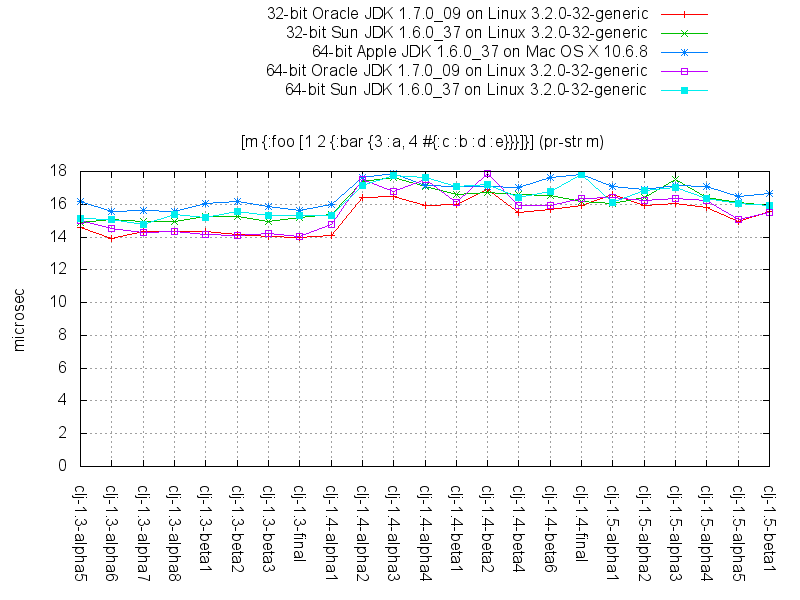 32-bit Oracle JDK 1.7.0_09 on Linux 3.2.0-32-generic
32-bit Sun JDK 1.6.0_37 on Linux 3.2.0-32-generic
64-bit Apple JDK 1.6.0_37 on Mac OS X 10.6.8
64-bit Oracle JDK 1.7.0_09 on Linux 3.2.0-32-generic
64-bit Sun JDK 1.6.0_37 on Linux 3.2.0-32-generic
[m {:foo [1 2 {:bar {3 :a, 4 #{:c :b :d :e}}}]}] (pr-str m)
18
16
14
12
10
8
6
4
2
0
microsec
clj-1.3-alpha5
clj-1.3-alpha6
clj-1.3-alpha7
clj-1.3-alpha8
clj-1.3-beta1
clj-1.3-beta2
clj-1.3-beta3
clj-1.3-final
clj-1.4-alpha1
clj-1.4-alpha2
clj-1.4-alpha3
clj-1.4-alpha4
clj-1.4-beta1
clj-1.4-beta2
clj-1.4-beta4
clj-1.4-beta6
clj-1.4-final
clj-1.5-alpha1
clj-1.5-alpha2
clj-1.5-alpha3
clj-1.5-alpha4
clj-1.5-alpha5
clj-1.5-beta1